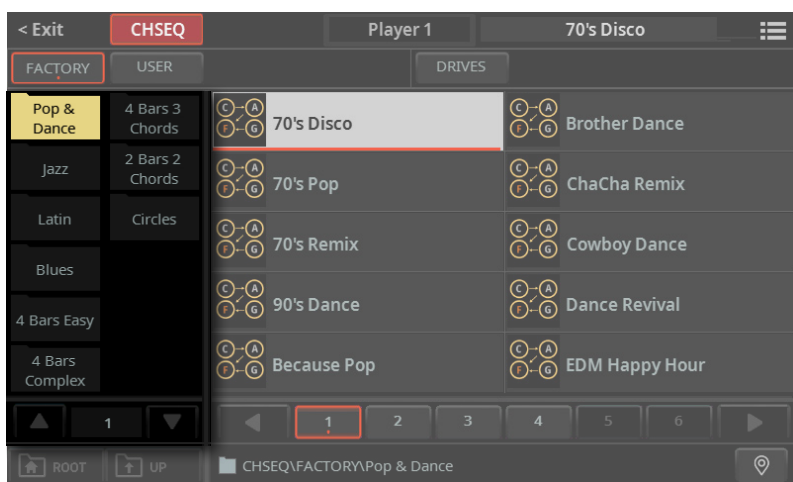 < Exit CHSEQ Player 1 70's Disco
FACTORY USER DRIVES
Pop & Dance
4 Bars 3 Chords
Jazz
2 Bars 2 Chords
Latin
Circles
Blues
4 Bars Easy
4 Bars Complex
C A F G 70's Disco
C A F G Brother Dance
C A F G 70's Pop
C A F G ChaCha Remix
C A F G 70's Remix
C A F G Cowboy Dance
C A F G 90's Dance
C A F G Dance Revival
C A F G Because Pop
C A F G EDM Happy Hour
1
1 2 3 4 5 6
ROOT UP CHSEQ\FACTORY\Pop & Dance